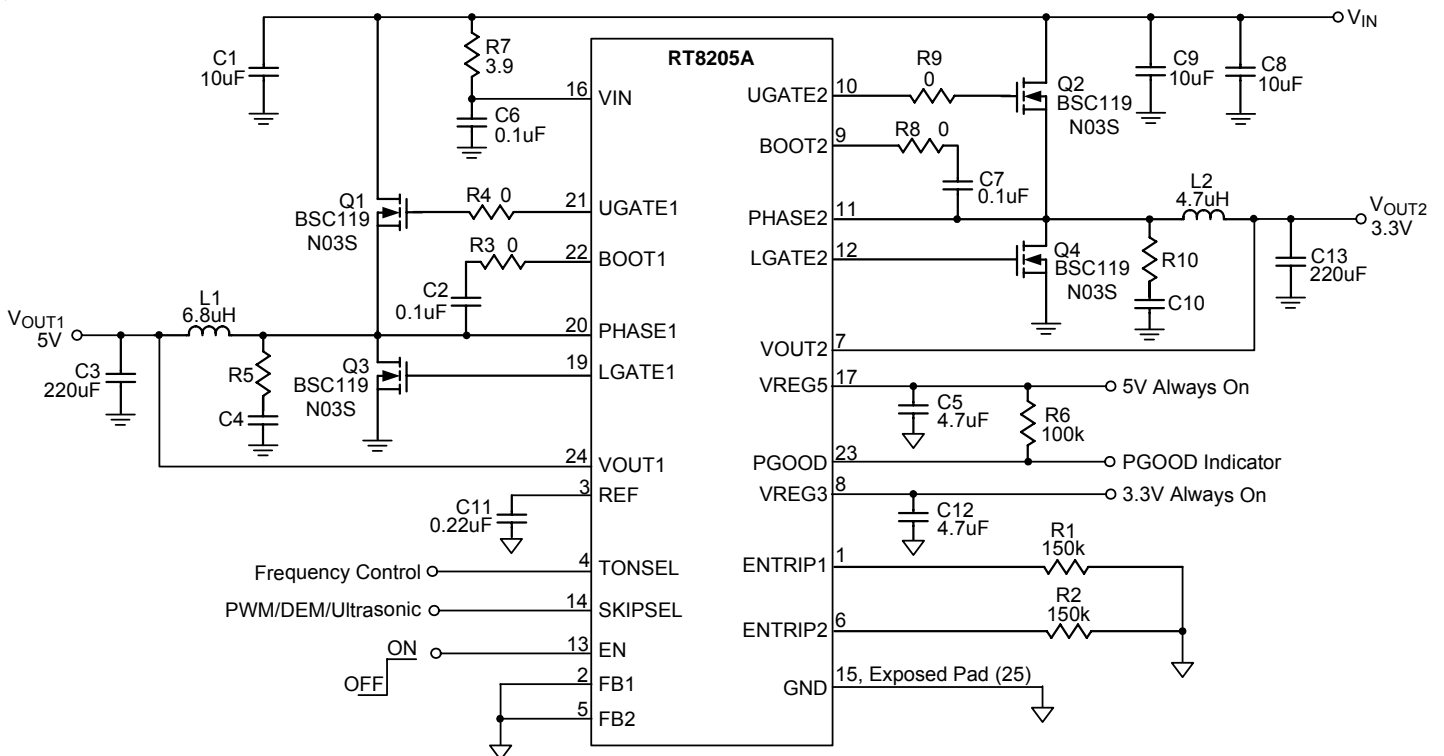 VIN
C1
10uF
R7
3.9
RT8205A
R9
0
C9
10uF
C8
10uF
16 VIN
UGATE2 10
Q2
BSC119
N03S
C6
0.1uF
BOOT2 9
R8 0
C7
0.1uF
L2
4.7uH
Q1
BSC119
N03S
R4 0
21 UGATE1
PHASE2 11
VOUT2
3.3V
R3 0
22 BOOT1
LGATE2 12
Q4
BSC119
N03S
R10
C13
220uF
C2
0.1uF
C10
L1
6.8uH
VOUT1
5V
20 PHASE1
VOUT2 7
C3
220uF
R5
Q3
BSC119
N03S
19 LGATE1
VREG5 17
5V Always On
C4
C5
4.7uF
R6
100k
24 VOUT1
PGOOD 23
PGOOD Indicator
3 REF
VREG3 8
3.3V Always On
C11
0.22uF
C12
4.7uF
Frequency Control
4 TONSEL
ENTRIP1 1
R1
150k
PWM/DEM/Ultrasonic
14 SKIPSEL
ENTRIP2 6
R2
150k
ON
OFF
13 EN
2 FB1
GND 15, Exposed Pad (25)
5 FB2